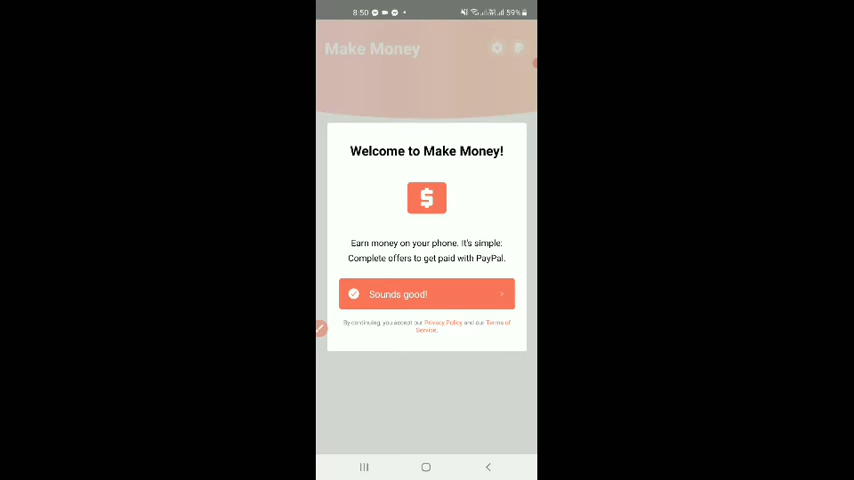 8:50
59%
Make Money
Welcome to Make Money!
$
Earn money on your phone. It's simple:
Complete offers to get paid with PayPal.
Sounds good!
By continuing, you accept our Privacy Policy and our Terms of
Service.